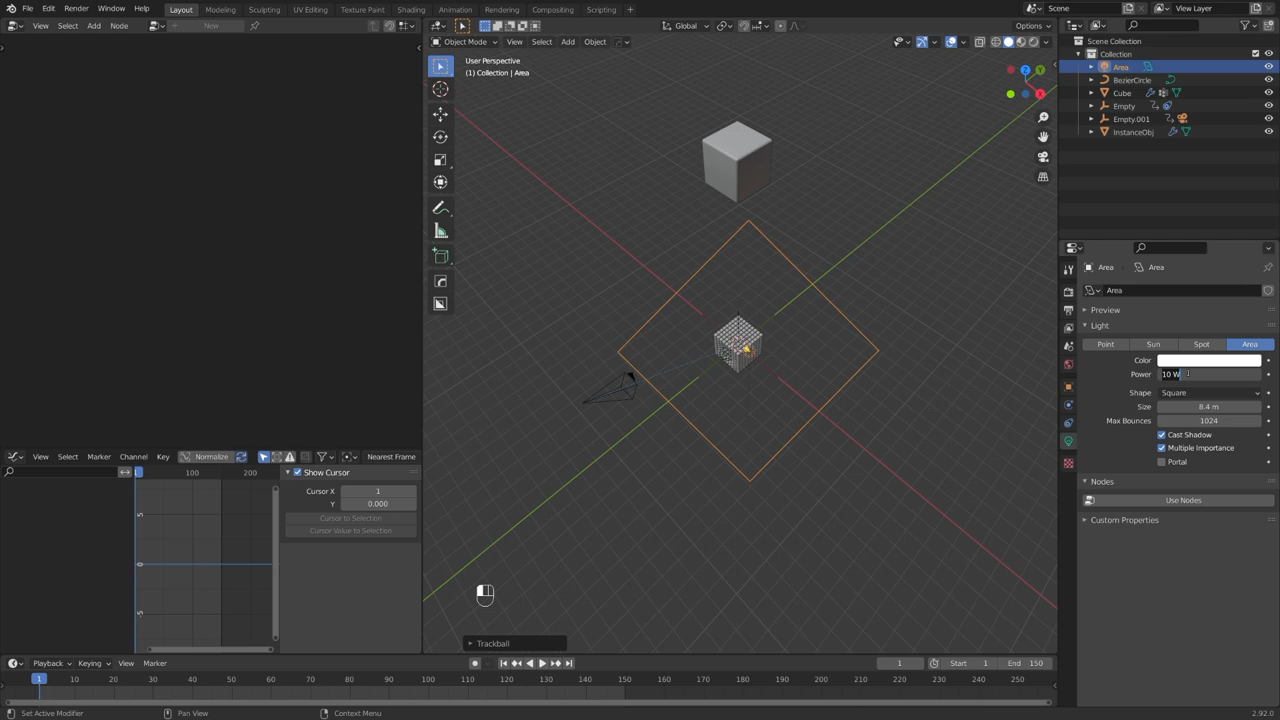 File Edit Render Window Help Layout Modeling Sculpting UV Editing Texture Paint Shading Animation Rendering Compositing Scripting Scene View Layer
View Select Add Node New Global Options
Object Mode View Select Add Object
User Perspective
(1) Collection | Area
Z Y X
Scene Collection
Collection
Area
BezierCircle
Cube
Empty
Empty.001
InstanceObj
Area Area
Area
Preview
Light
Point Sun Spot Area
Color
Power 10 W
Shape Square
Size 8.4 m
Max Bounces 1024
Cast Shadow
Multiple Importance
Portal
Nodes
Use Nodes
Custom Properties
View Select Marker Channel Key Normalize Nearest Frame
1 100 200
Show Cursor
Cursor X 1
Y 0.000
Cursor to Selection
Cursor Value to Selection
5
0
-5
Trackball
Playback Keying View Marker 1 Start 1 End 150
1 10 20 30 40 50 60 70 80 90 100 110 120 130 140 150 160 170 180 190 200 210 220 230 240 250
Set Active Modifier Pan View Context Menu 2.92.0